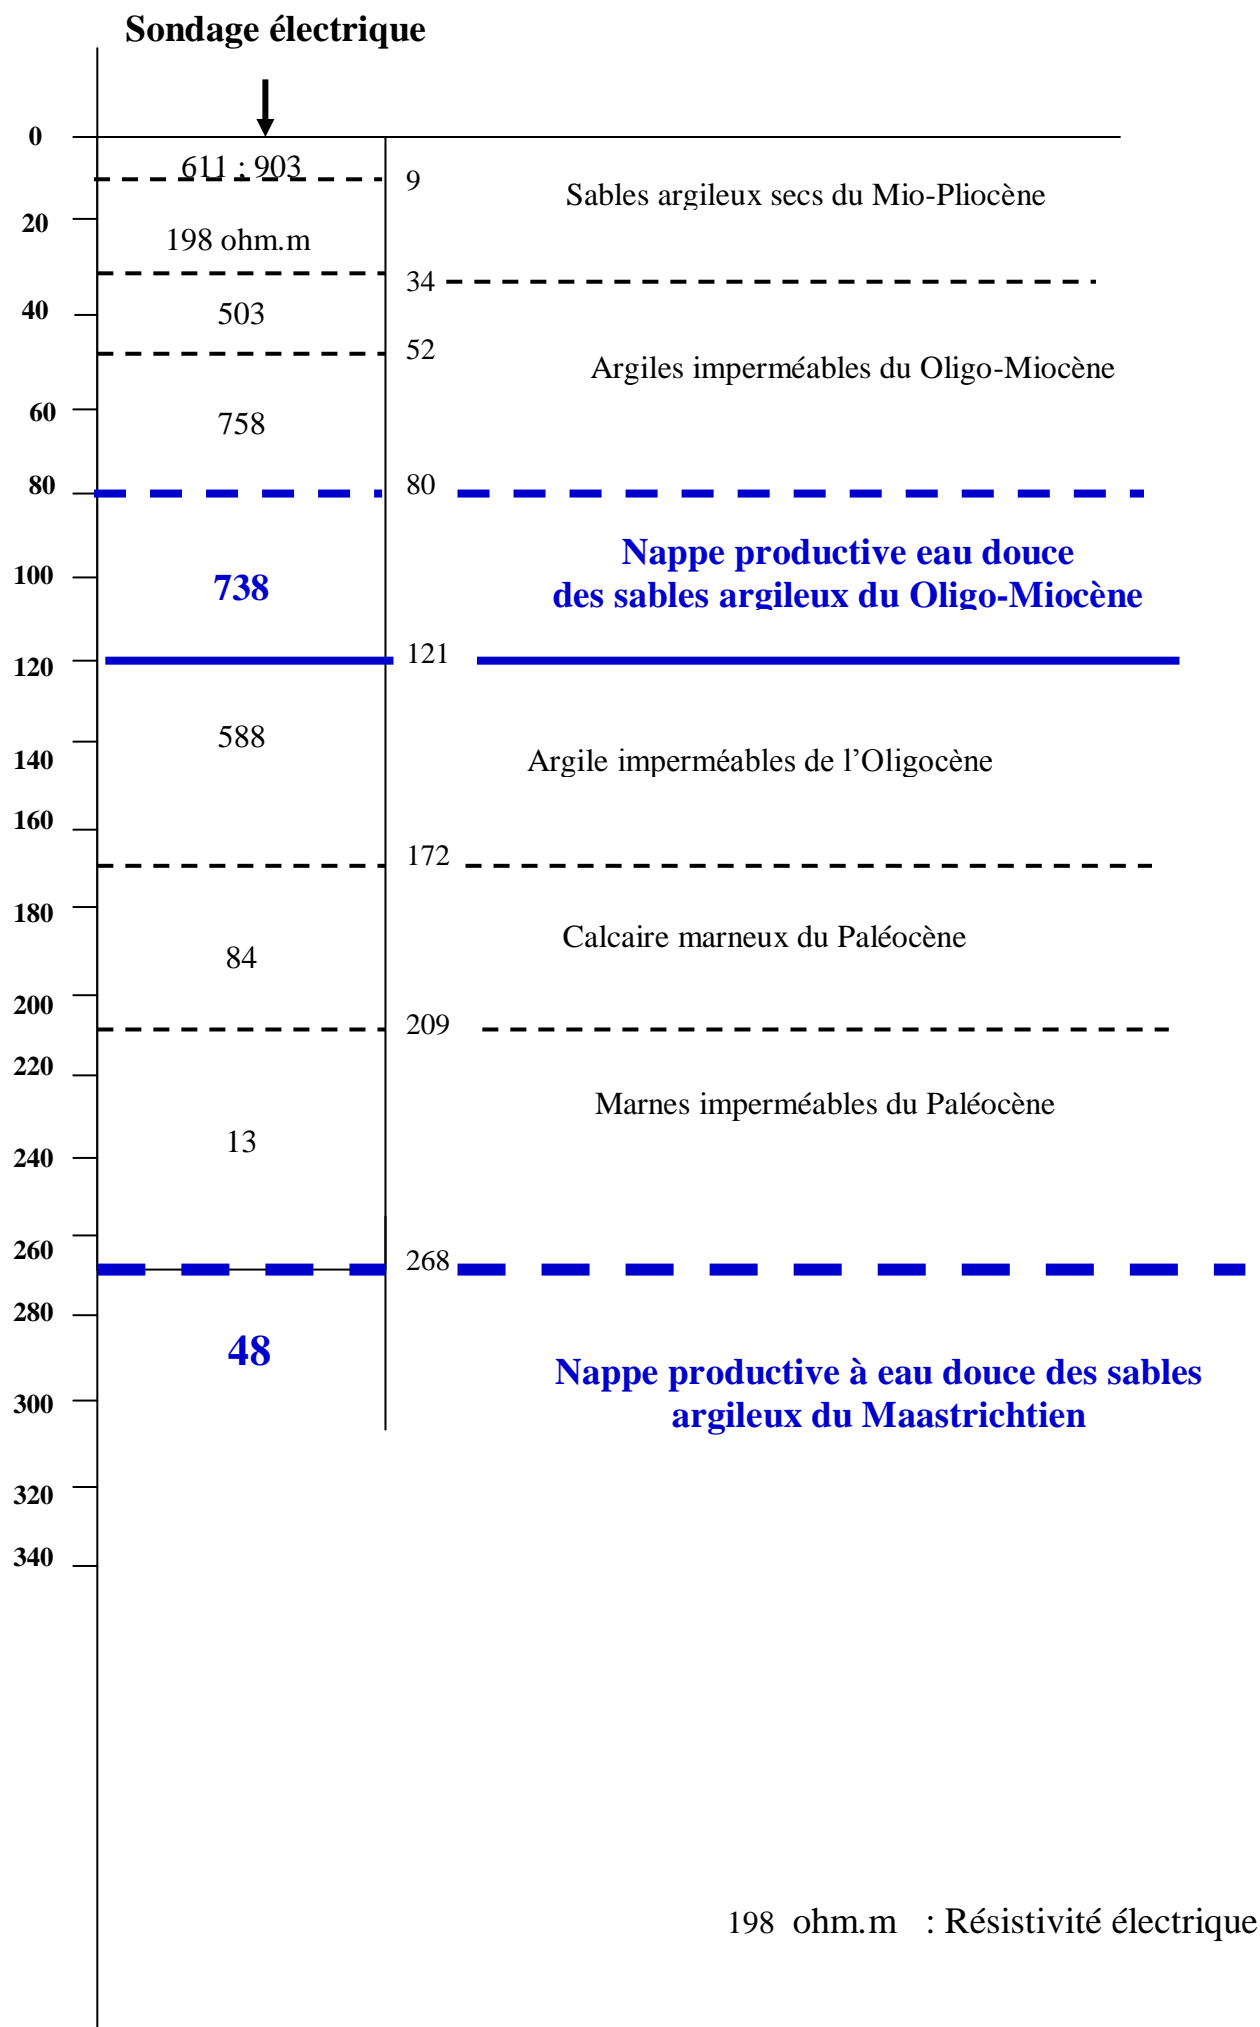 Sondage électrique
0
611 ; 903
9
Sables argileux secs du Mio-Pliocène
20
198 ohm.m
34
40
503
52
Argiles imperméables du Oligo-Miocène
60
758
80
80
Nappe productive eau douce
des sables argileux du Oligo-Miocène
100
738
120
121
588
140
Argile imperméables de l’Oligocène
160
172
180
Calcaire marneux du Paléocène
84
200
209
220
Marnes imperméables du Paléocène
13
240
260
268
280
48
Nappe productive à eau douce des sables
argileux du Maastrichtien
300
320
340
198 ohm.m : Résistivité électrique